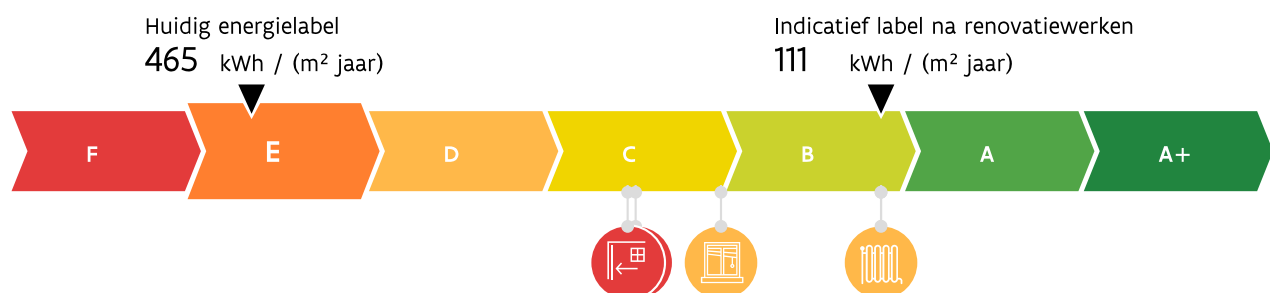 Huidig energielabel
465 kWh / (m² jaar)
Indicatief label na renovatiewerken
111 kWh / (m² jaar)
F E D C B A A+